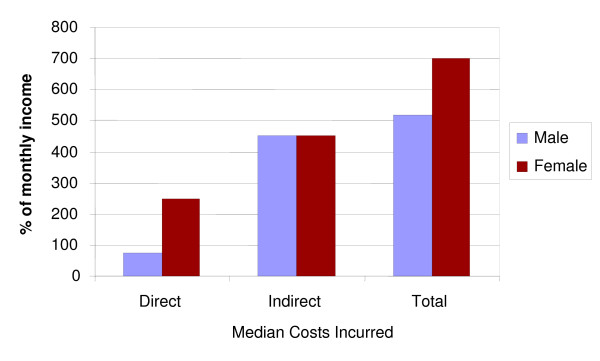 800
700
600
500
400
300
200
100
0
% of monthly income
Direct Indirect Total
Median Costs Incurred
Male
Female